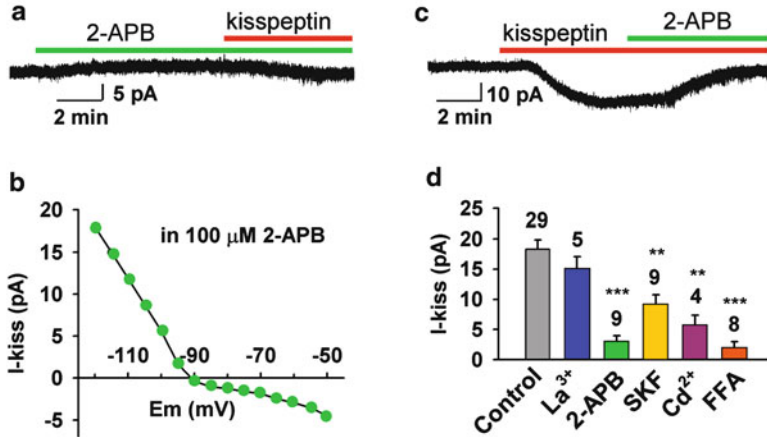 a
kisspeptin
2-APB
5 pA
2 min
c
2-APB
kisspeptin
10 pA
2 min
b
I-kiss (pA)
20
15
10
5
0
-5
in 100 μM 2-APB
-110 -90 -70 -50
Em (mV)
d
I-kiss (pA)
25
20
15
10
5
0
29
5
***
9
**
9
**
4
***
8
Control
La3+
2-APB
SKF
Cd2+
FFA